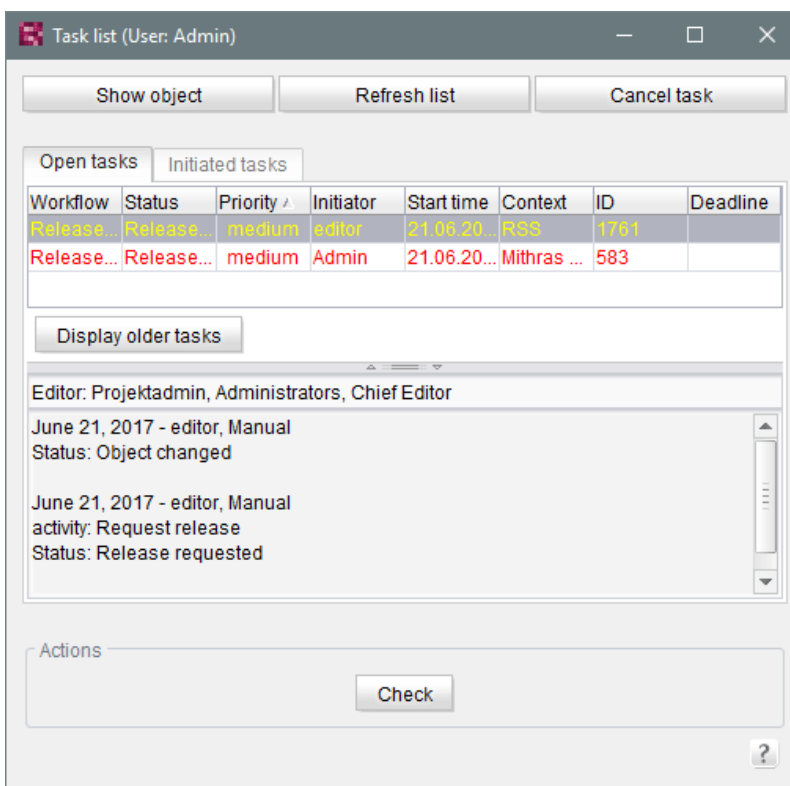 Task list (User: Admin)
Show object Refresh list Cancel task
Open tasks Initiated tasks
Workflow Status Priority Initiator Start time Context ID Deadline
Release... Release... medium editor 21.06.20... RSS 1761
Release... Release... medium Admin 21.06.20... Mithras ... 583
Display older tasks
Editor: Projektadmin, Administrators, Chief Editor
June 21, 2017 - editor, Manual
Status: Object changed
June 21, 2017 - editor, Manual
activity: Request release
Status: Release requested
Actions
Check
?